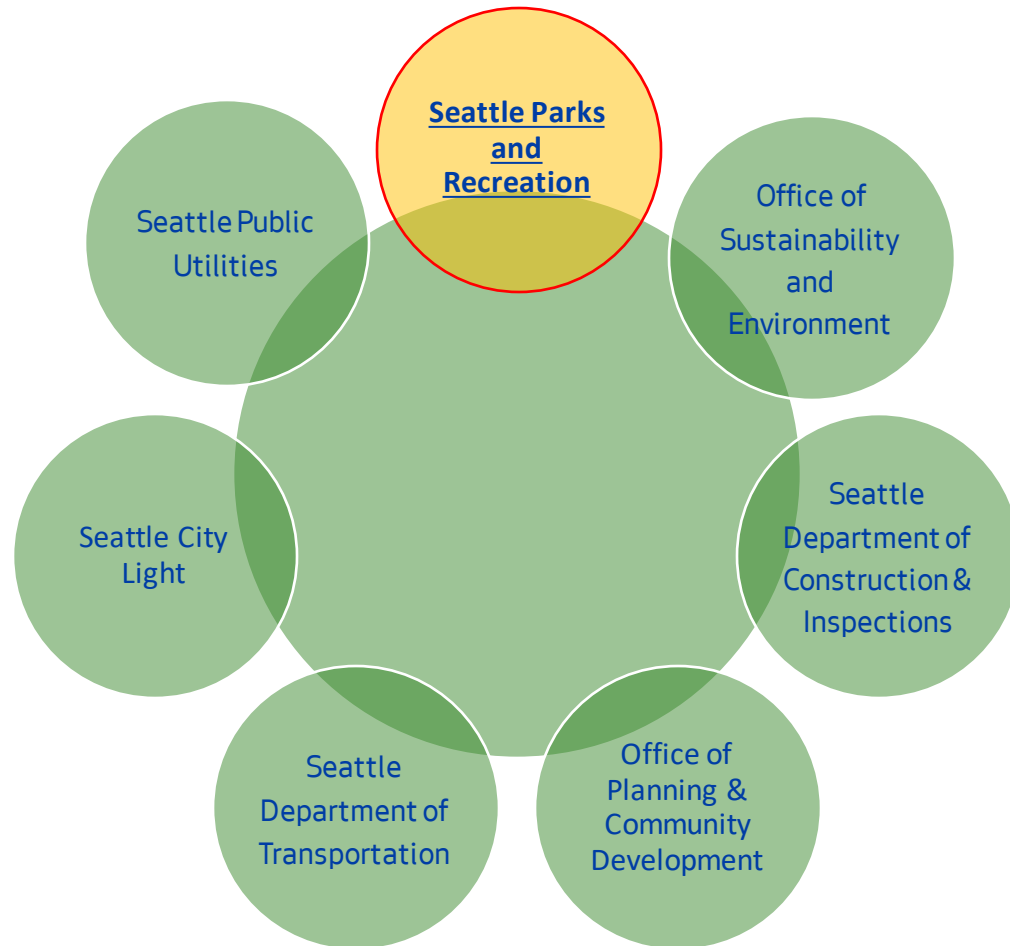 Seattle Parks
and
Recreation
Office of
Sustainability
and
Environment
Seattle
Department of
Construction &
Inspections
Office of
Planning &
Community
Development
Seattle
Department of
Transportation
Seattle City
Light
Seattle Public
Utilities